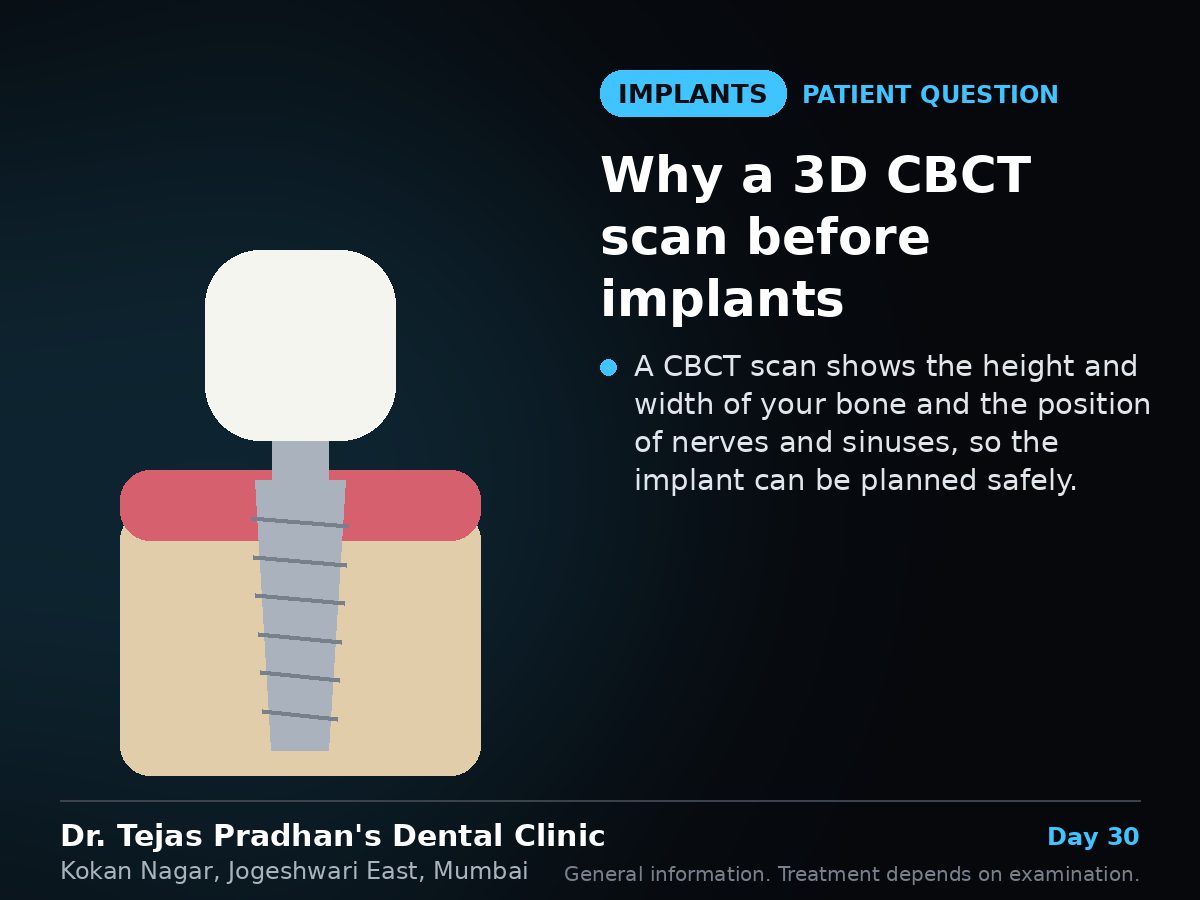 IMPLANTS PATIENT QUESTION
Why a 3D CBCT
scan before
implants
A CBCT scan shows the height and
width of your bone and the position
of nerves and sinuses, so the
implant can be planned safely.
Dr. Tejas Pradhan's Dental Clinic
Day 30
Kokan Nagar, Jogeshwari East, Mumbai
General information. Treatment depends on examination.